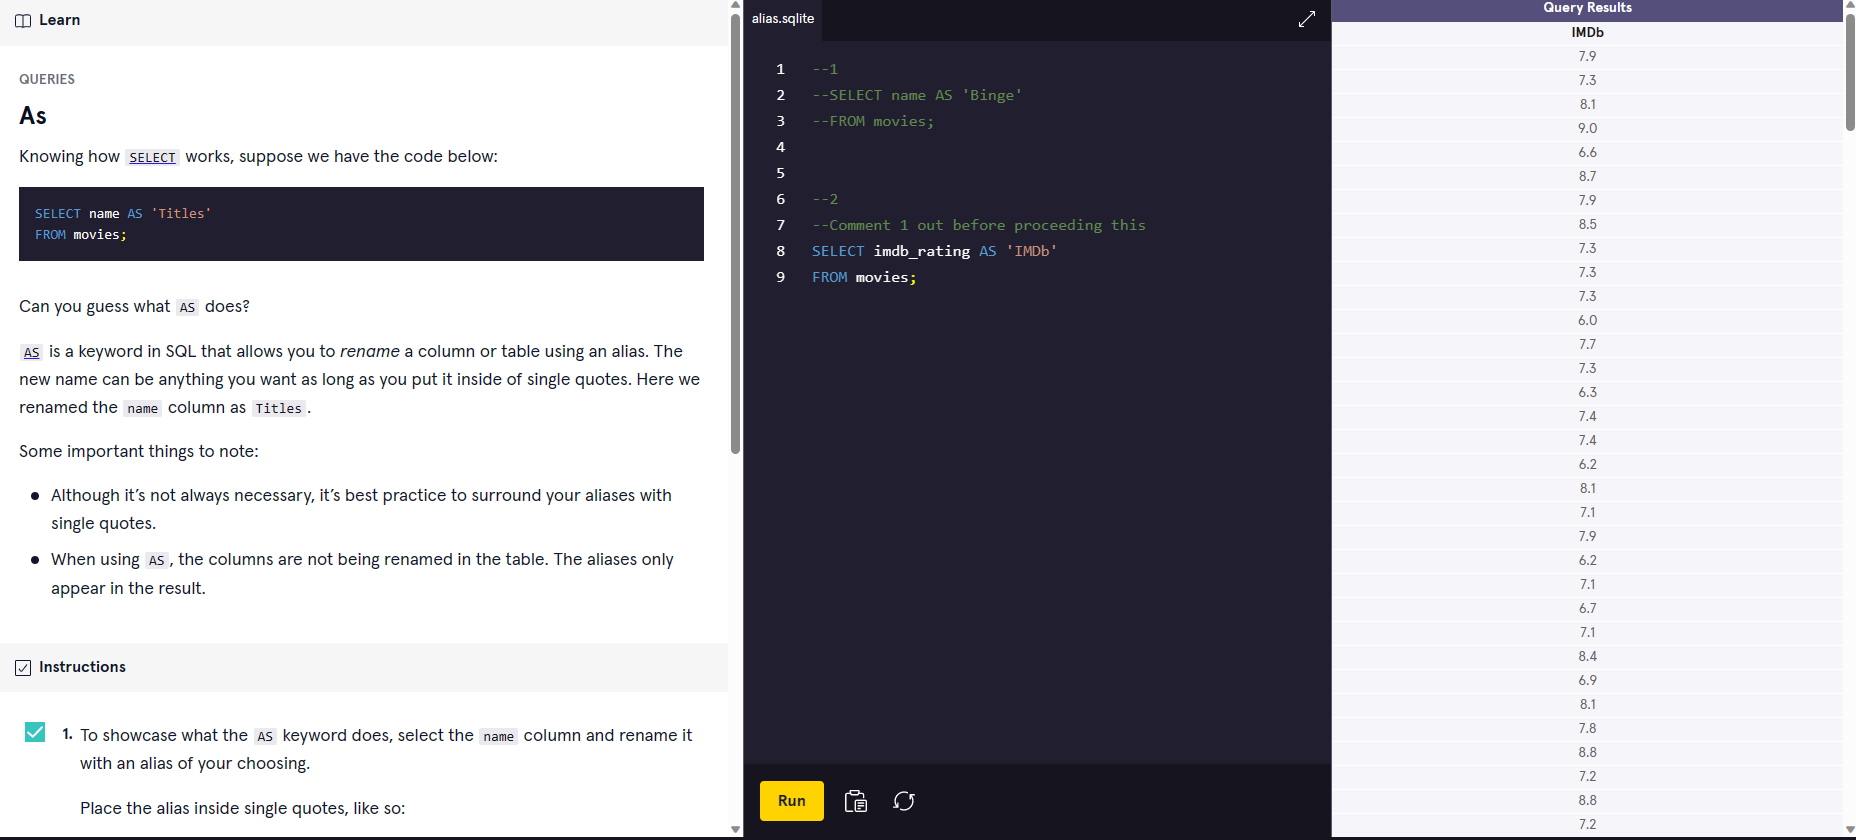 Learn
QUERIES
As
Knowing how SELECT works, suppose we have the code below:
SELECT name AS 'Titles'
FROM movies;
Can you guess what AS does?
AS is a keyword in SQL that allows you to rename a column or table using an alias. The
new name can be anything you want as long as you put it inside of single quotes. Here we
renamed the name column as Titles.
Some important things to note:
● Although it’s not always necessary, it’s best practice to surround your aliases with
single quotes.
● When using AS, the columns are not being renamed in the table. The aliases only
appear in the result.
Instructions
1. To showcase what the AS keyword does, select the name column and rename it
with an alias of your choosing.
Place the alias inside single quotes, like so:
alias.sqlite
1 --1
2 --SELECT name AS 'Binge'
3 --FROM movies;
4
5
6 --2
7 --Comment 1 out before proceeding this
8 SELECT imdb_rating AS 'IMDb'
9 FROM movies;
Run
Query Results
IMDb
7.9
7.3
8.1
9.0
6.6
8.7
7.9
8.5
7.3
7.3
7.3
6.0
7.7
7.3
6.3
7.4
7.4
6.2
8.1
7.1
7.9
6.2
7.1
6.7
7.1
8.4
6.9
8.1
7.8
8.8
7.2
8.8
7.2